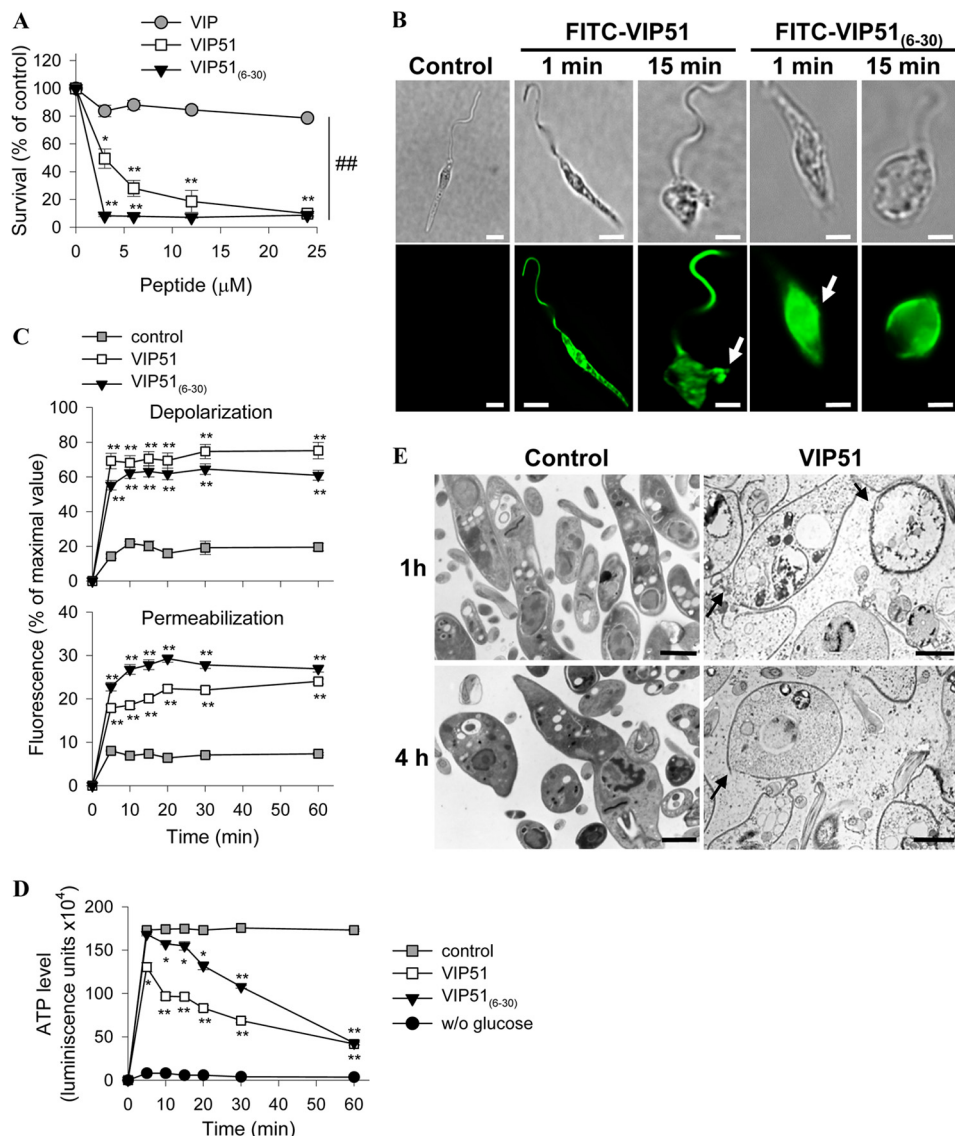 A
VIP
VIP51
VIP51(6-30)
Survival (% of control)
120
100
80
60
40
20
0
*
**
**
**
**
**
**
##
0 5 10 15 20 25
Peptide (μM)
B
FITC-VIP51 FITC-VIP51(6-30)
Control 1 min 15 min 1 min 15 min
C
control
VIP51
VIP51(6-30)
Fluorescence (% of maximal value)
Depolarization
100
80
60
40
20
0
** ** ** ** ** **
** ** ** ** ** **
Permeabilization
40
30
20
10
0
** ** ** ** ** **
** ** ** ** ** **
0 10 20 30 40 50 60
Time (min)
D
ATP level
(luminiscence units x10⁴)
200
150
100
50
0
* * * ** **
* ** ** ** ** **
0 10 20 30 40 50 60
Time (min)
control
VIP51
VIP51(6-30)
w/o glucose
E
Control VIP51
1h
4 h